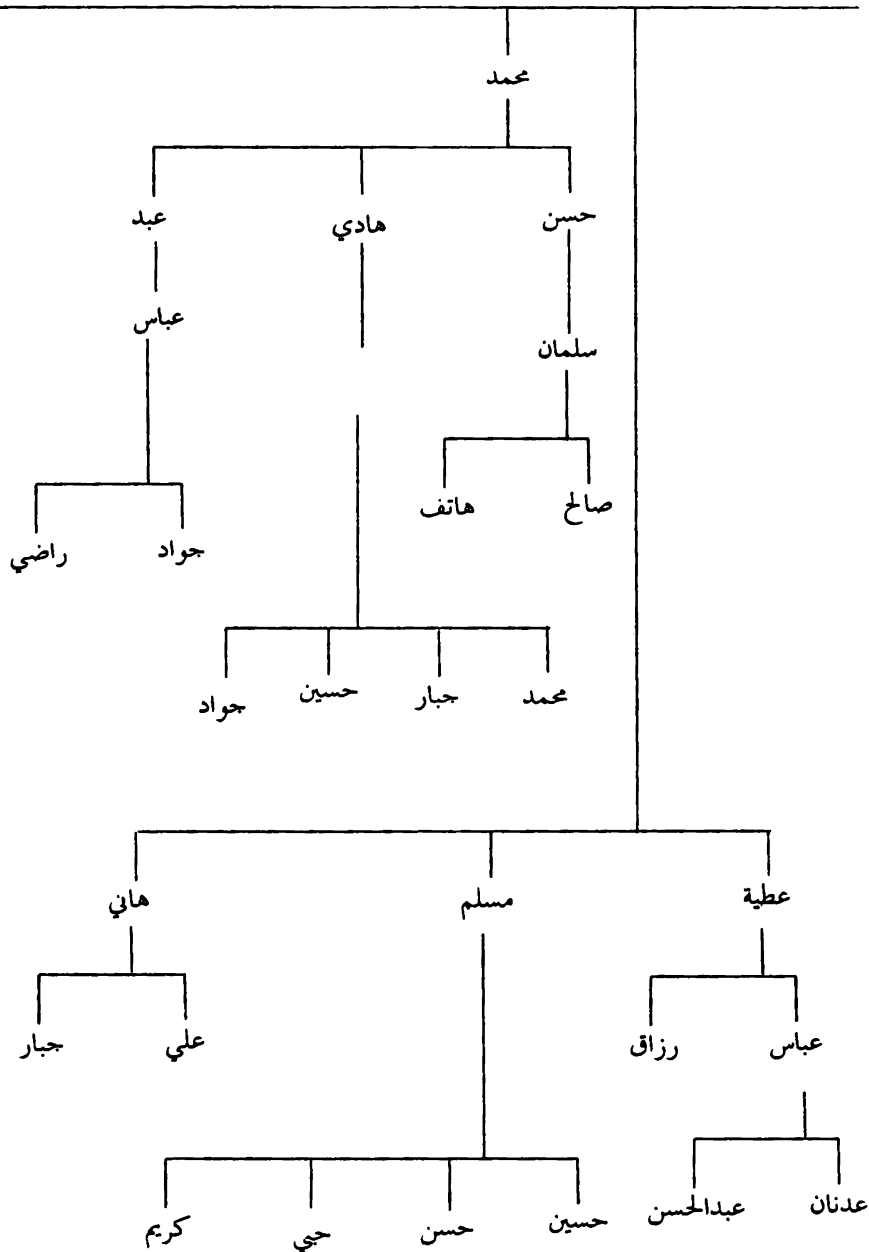 محمد
حسن هادي عبد
عباس
سلمان
صالح هاتف
جواد راضي
محمد جبار حسين جواد
عطية مسلم هاني
عباس رزاق علي جبار
عدنان عبدالحسن
حسين حسن حبي كريم